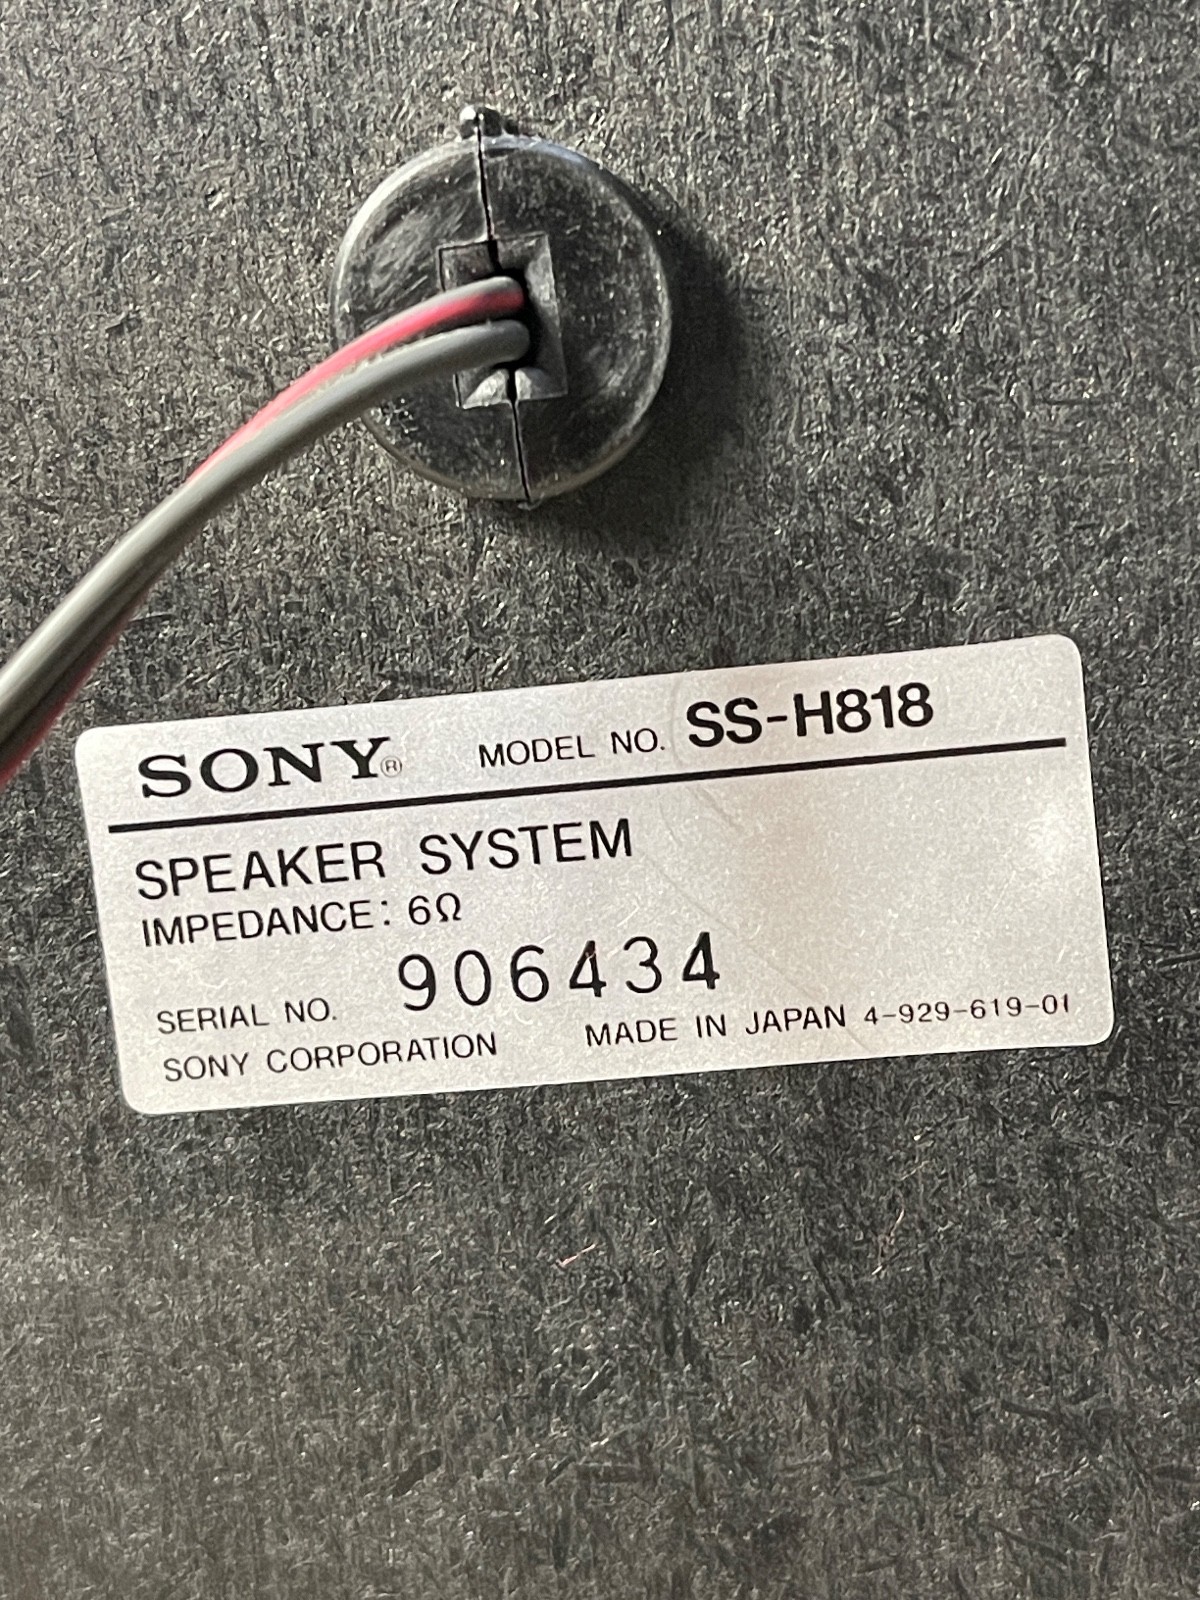 SONY® MODEL NO. SS-H818
SPEAKER SYSTEM
IMPEDANCE: 6Ω
SERIAL NO. 906434
SONY CORPORATION MADE IN JAPAN 4-929-619-01